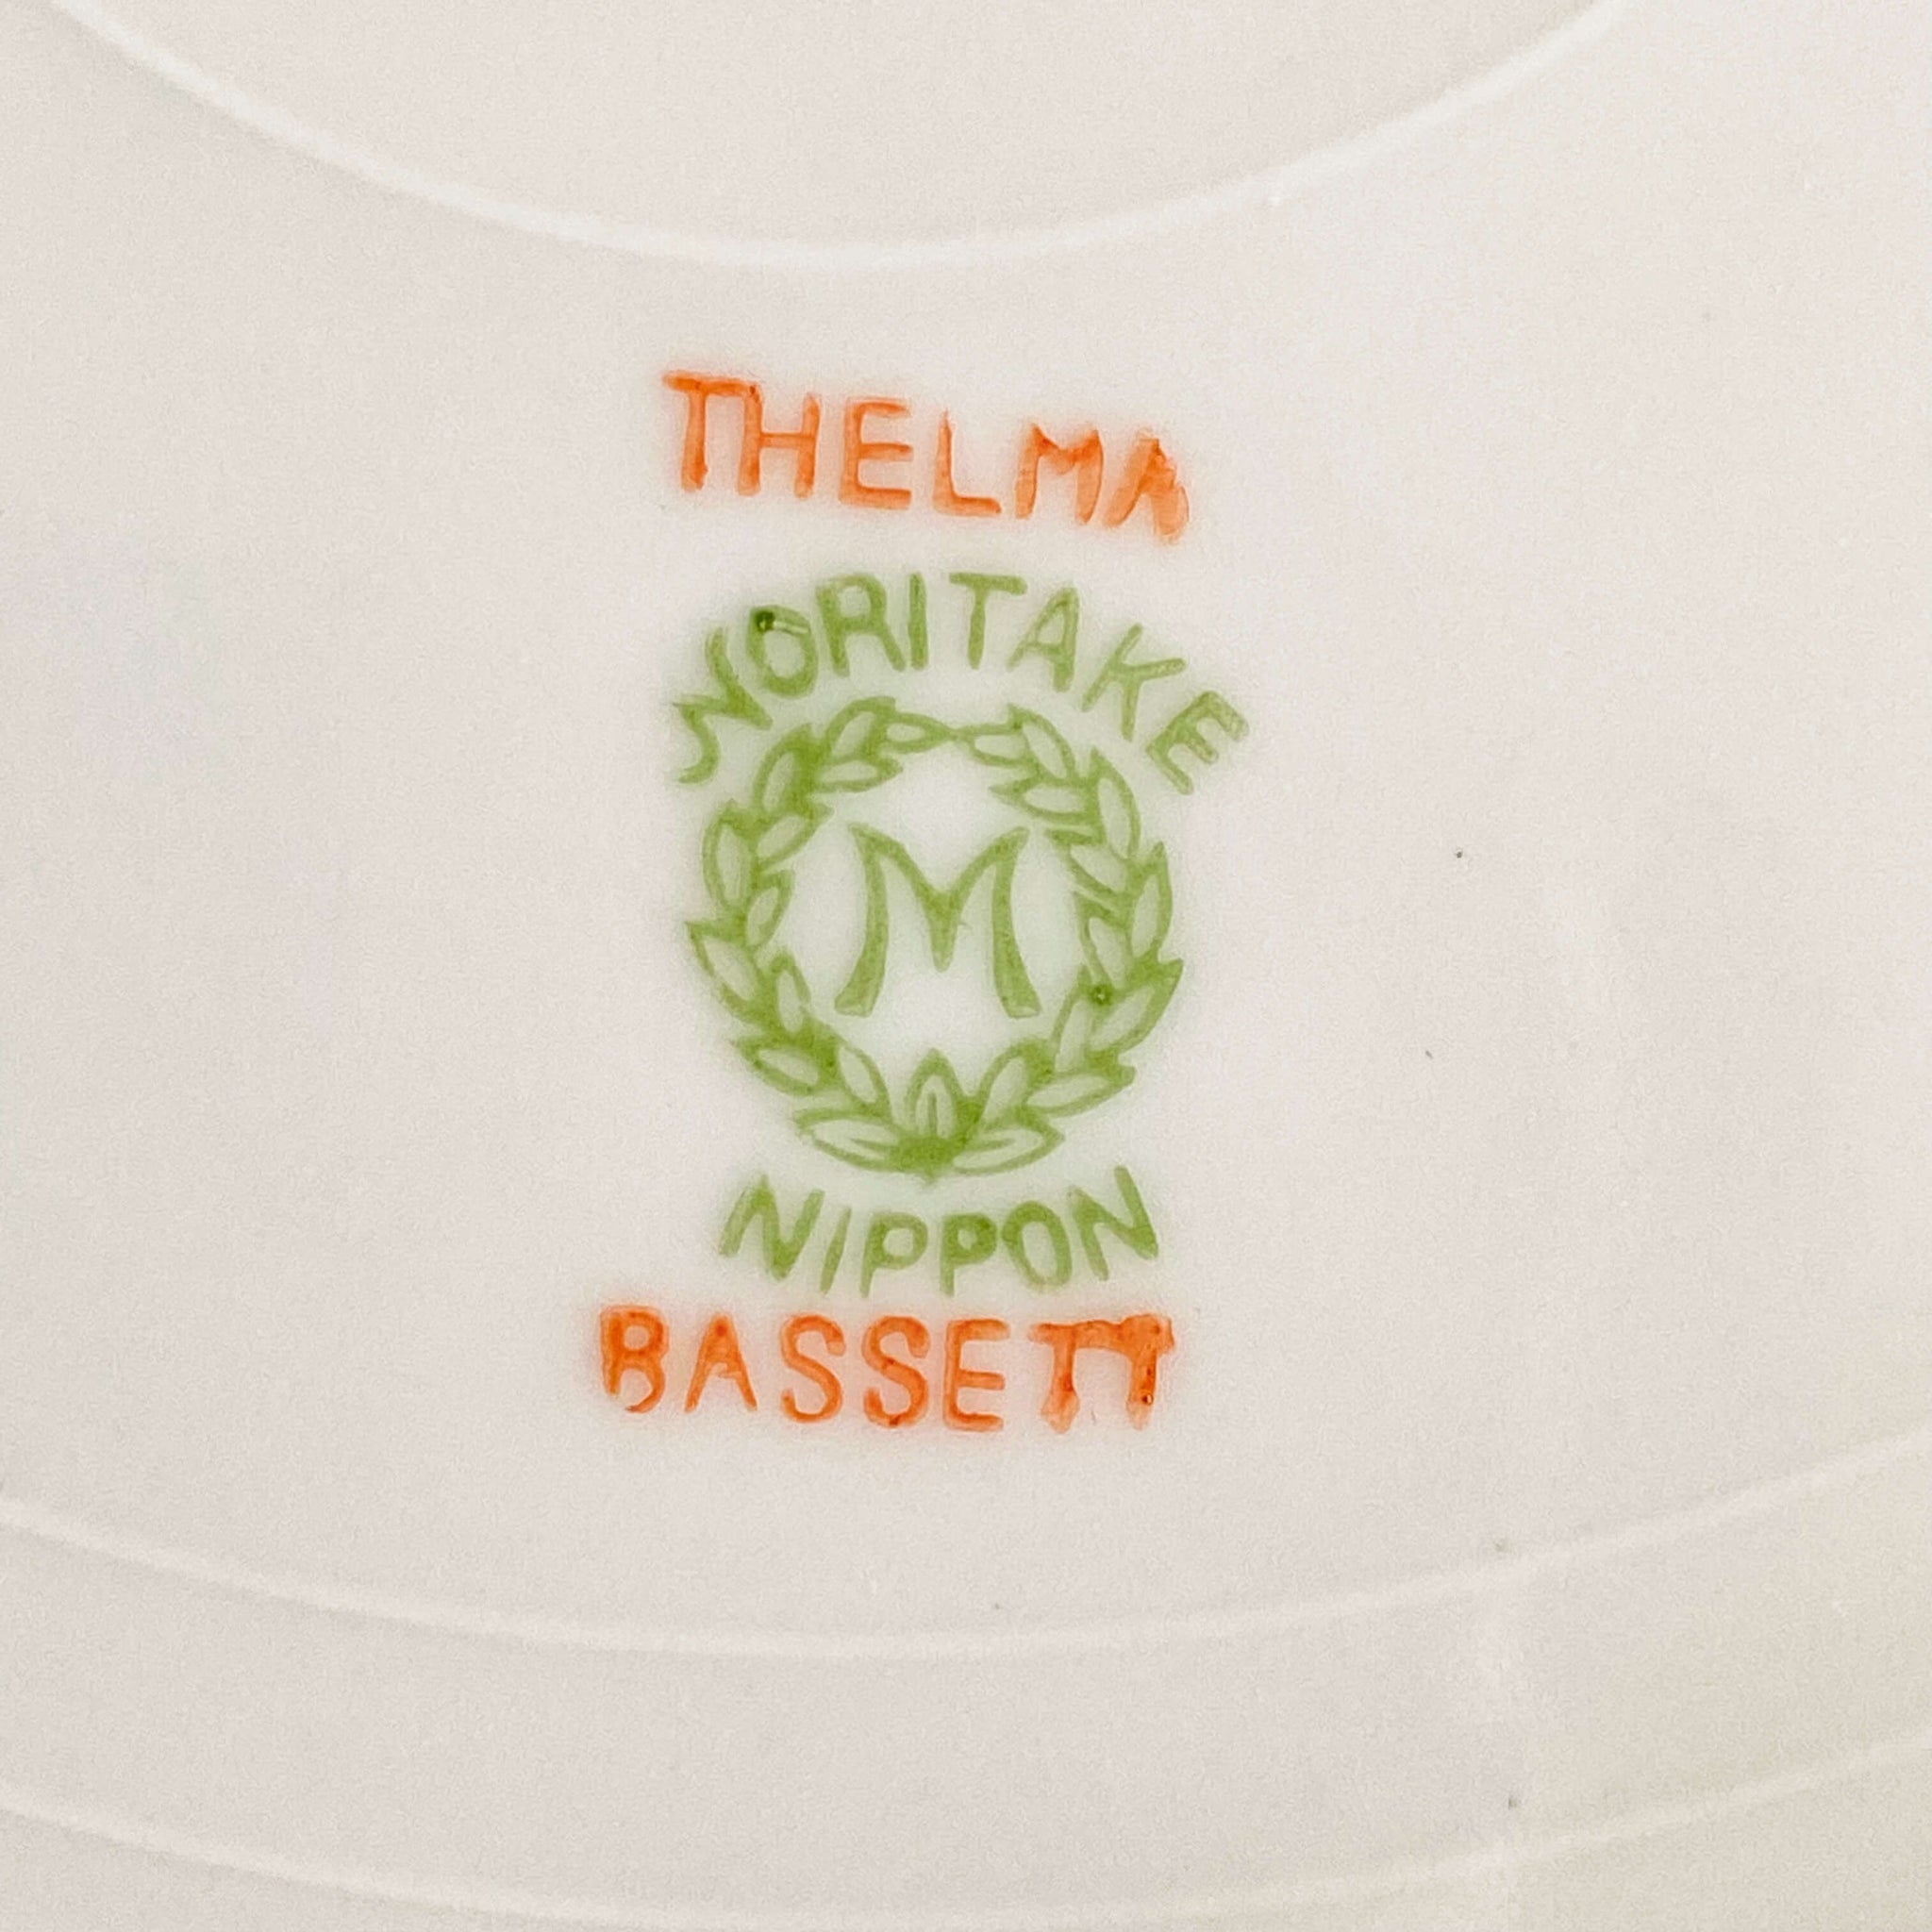 THELMA
NORITAKE
M
NIPPON
BASSETT